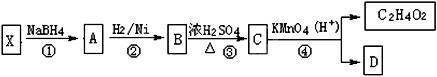 X NaBH4 ① A H2/Ni ② B 浓H2SO4 △ ③ C KMnO4 (H+) ④ C2H4O2
D